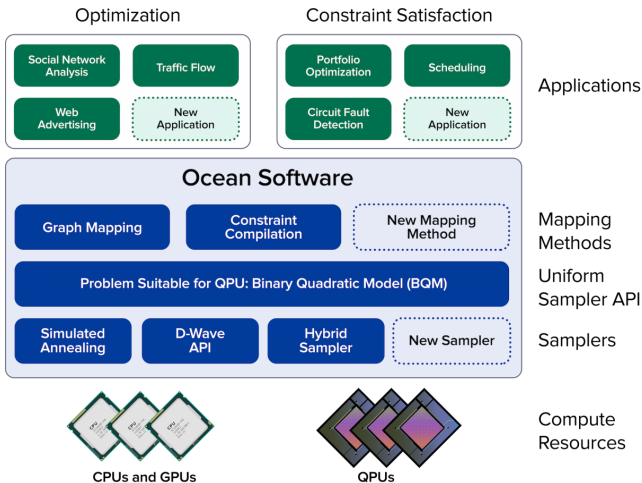 Optimization
Constraint Satisfaction
Social Network
Analysis
Traffic Flow
Web
Advertising
New
Application
Portfolio
Optimization
Scheduling
Circuit Fault
Detection
New
Application
Applications
Ocean Software
Graph Mapping
Constraint
Compilation
New Mapping
Method
Mapping
Methods
Problem Suitable for QPU: Binary Quadratic Model (BQM)
Uniform
Sampler API
Simulated
Annealing
D-Wave
API
Hybrid
Sampler
New Sampler
Samplers
CPU
CPU
CPU
CPUs and GPUs
QPUs
Compute
Resources